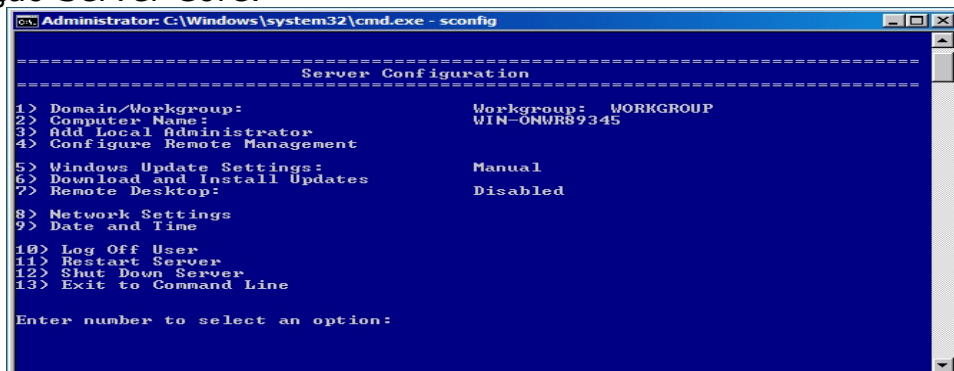 Server Core.
Administrator: C:\Windows\system32\cmd.exe - sconfig
===============================================================================
Server Configuration
===============================================================================
1) Domain/Workgroup: Workgroup: WORKGROUP
2) Computer Name: WIN-ONWR89345
3) Add Local Administrator
4) Configure Remote Management
5) Windows Update Settings: Manual
6) Download and Install Updates
7) Remote Desktop: Disabled
8) Network Settings
9) Date and Time
10) Log Off User
11) Restart Server
12) Shut Down Server
13) Exit to Command Line
Enter number to select an option: